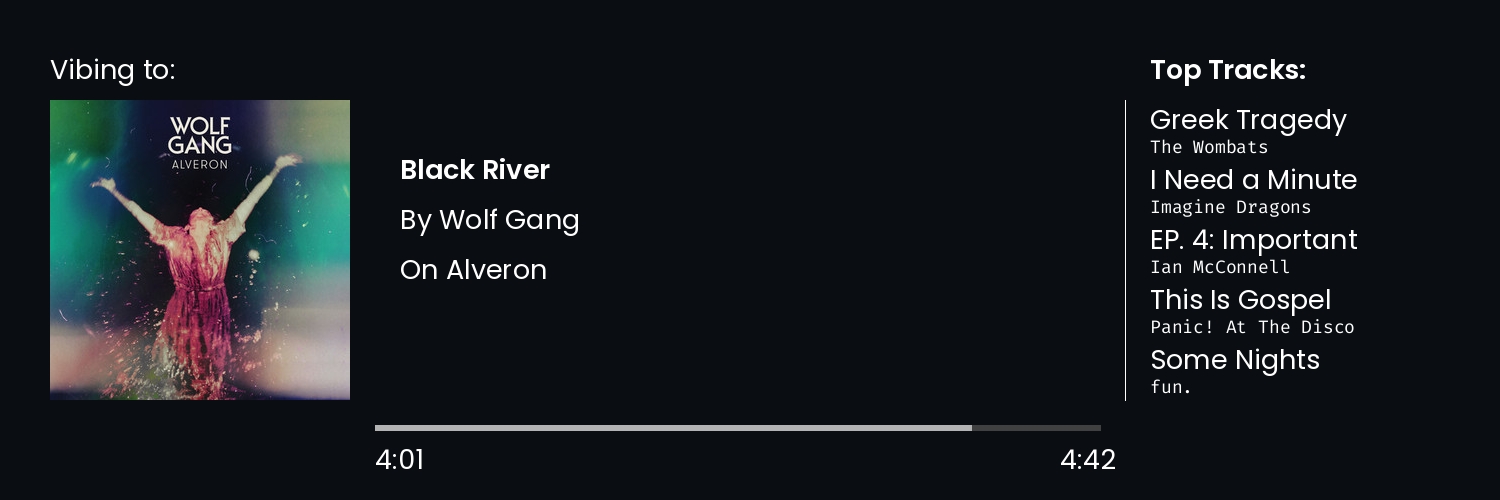 Vibing to:
WOLF
GANG
ALVERON
Black River
By Wolf Gang
On Alveron
4:01
4:42
Top Tracks:
Greek Tragedy
The Wombats
I Need a Minute
Imagine Dragons
EP. 4: Important
Ian McConnell
This Is Gospel
Panic! At The Disco
Some Nights
fun.